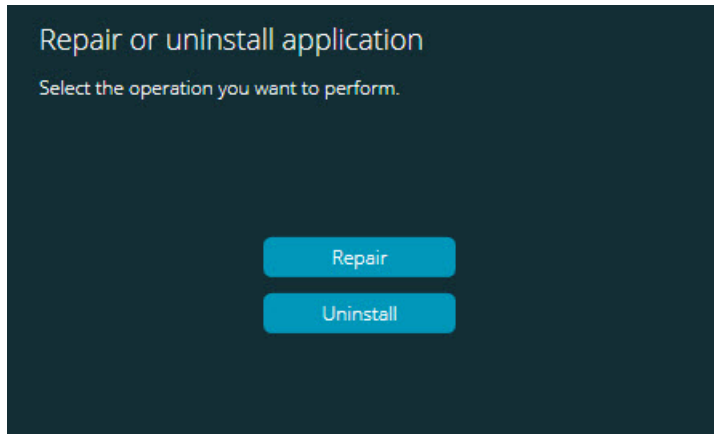 Repair or uninstall application
Select the operation you want to perform.
Repair
Uninstall